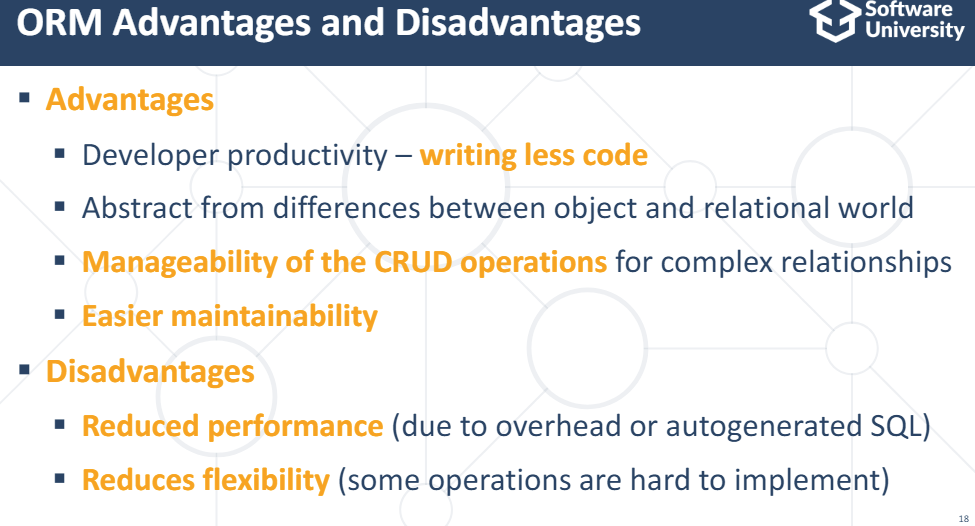 ORM Advantages and Disadvantages
Software
University
▪ Advantages
▪ Developer productivity – writing less code
▪ Abstract from differences between object and relational world
▪ Manageability of the CRUD operations for complex relationships
▪ Easier maintainability
▪ Disadvantages
▪ Reduced performance (due to overhead or autogenerated SQL)
▪ Reduces flexibility (some operations are hard to implement)
18